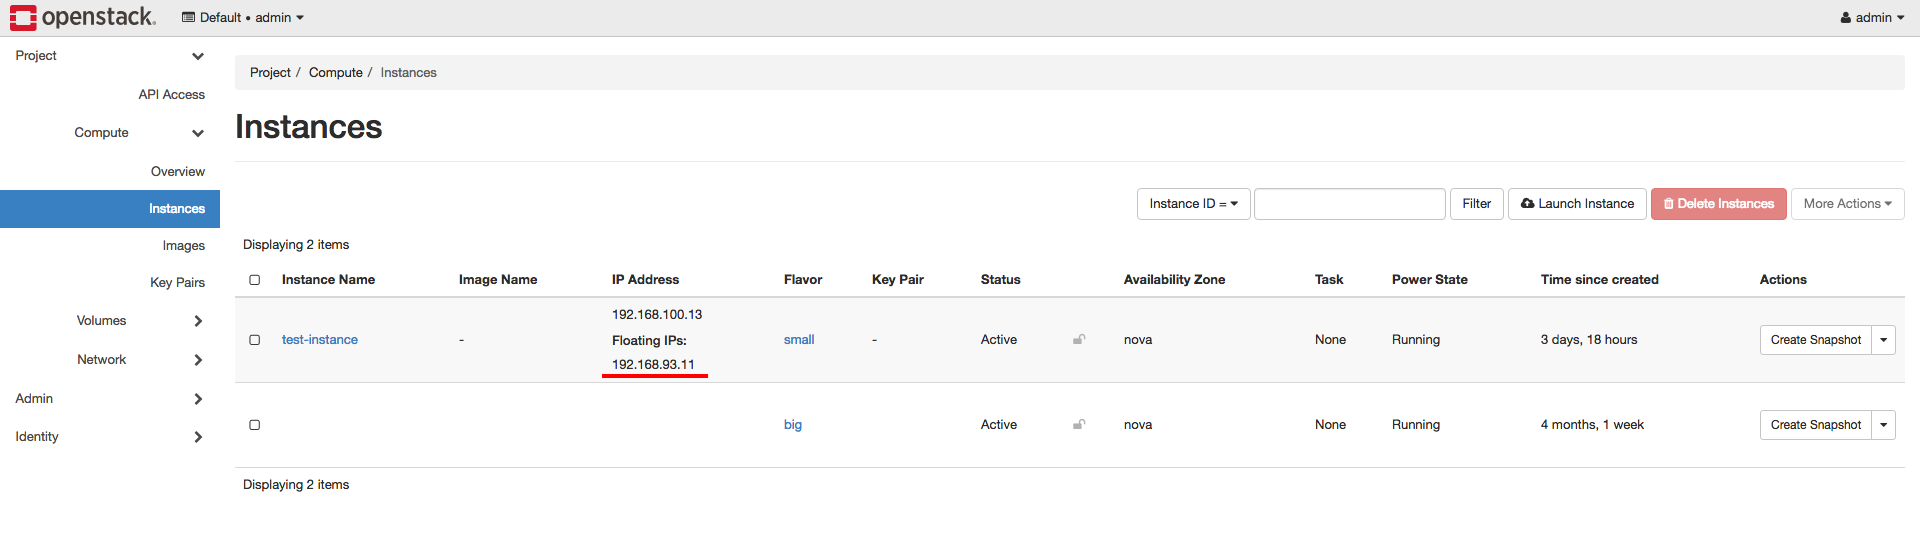 openstack. Default • admin admin
Project
API Access
Compute
Overview
Instances
Images
Key Pairs
Volumes
Network
Admin
Identity
Project / Compute / Instances
Instances
Instance ID = Filter Launch Instance Delete Instances More Actions
Displaying 2 items
Instance Name Image Name IP Address Flavor Key Pair Status Availability Zone Task Power State Time since created Actions
192.168.100.13
Floating IPs:
192.168.93.11
test-instance - small - Active nova None Running 3 days, 18 hours Create Snapshot
big Active nova None Running 4 months, 1 week Create Snapshot
Displaying 2 items